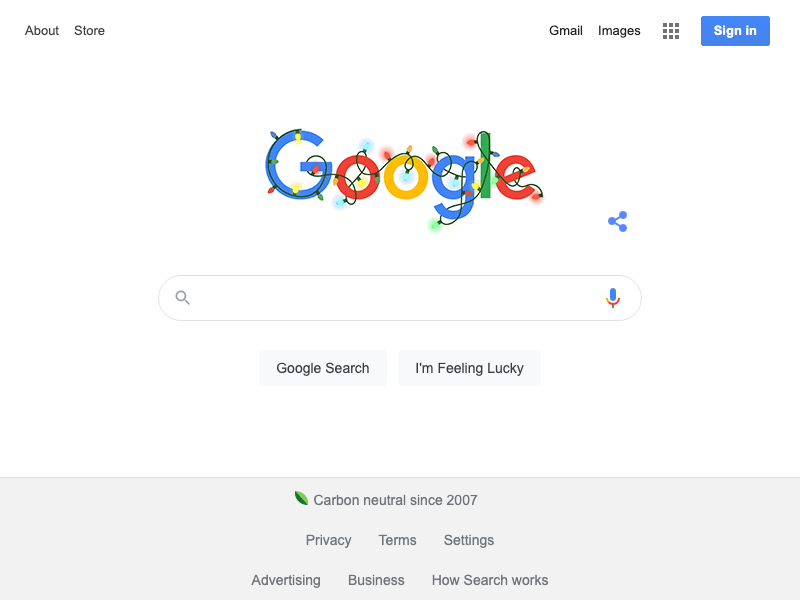 About Store Gmail Images Sign in
Google
Google Search I'm Feeling Lucky
Carbon neutral since 2007
Privacy Terms Settings
Advertising Business How Search works